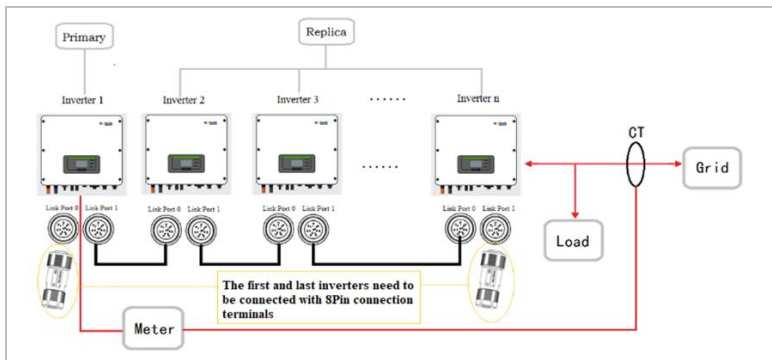 Primary
Replica
Inverter 1
Inverter 2
Inverter 3
......
Inverter n
......
CT
Grid
Load
Link Port 0
Link Port 1
Link Port 0
Link Port 1
Link Port 0
Link Port 1
Link Port 0
Link Port 1
The first and last inverters need to
be connected with 8Pin connection
terminals
Meter